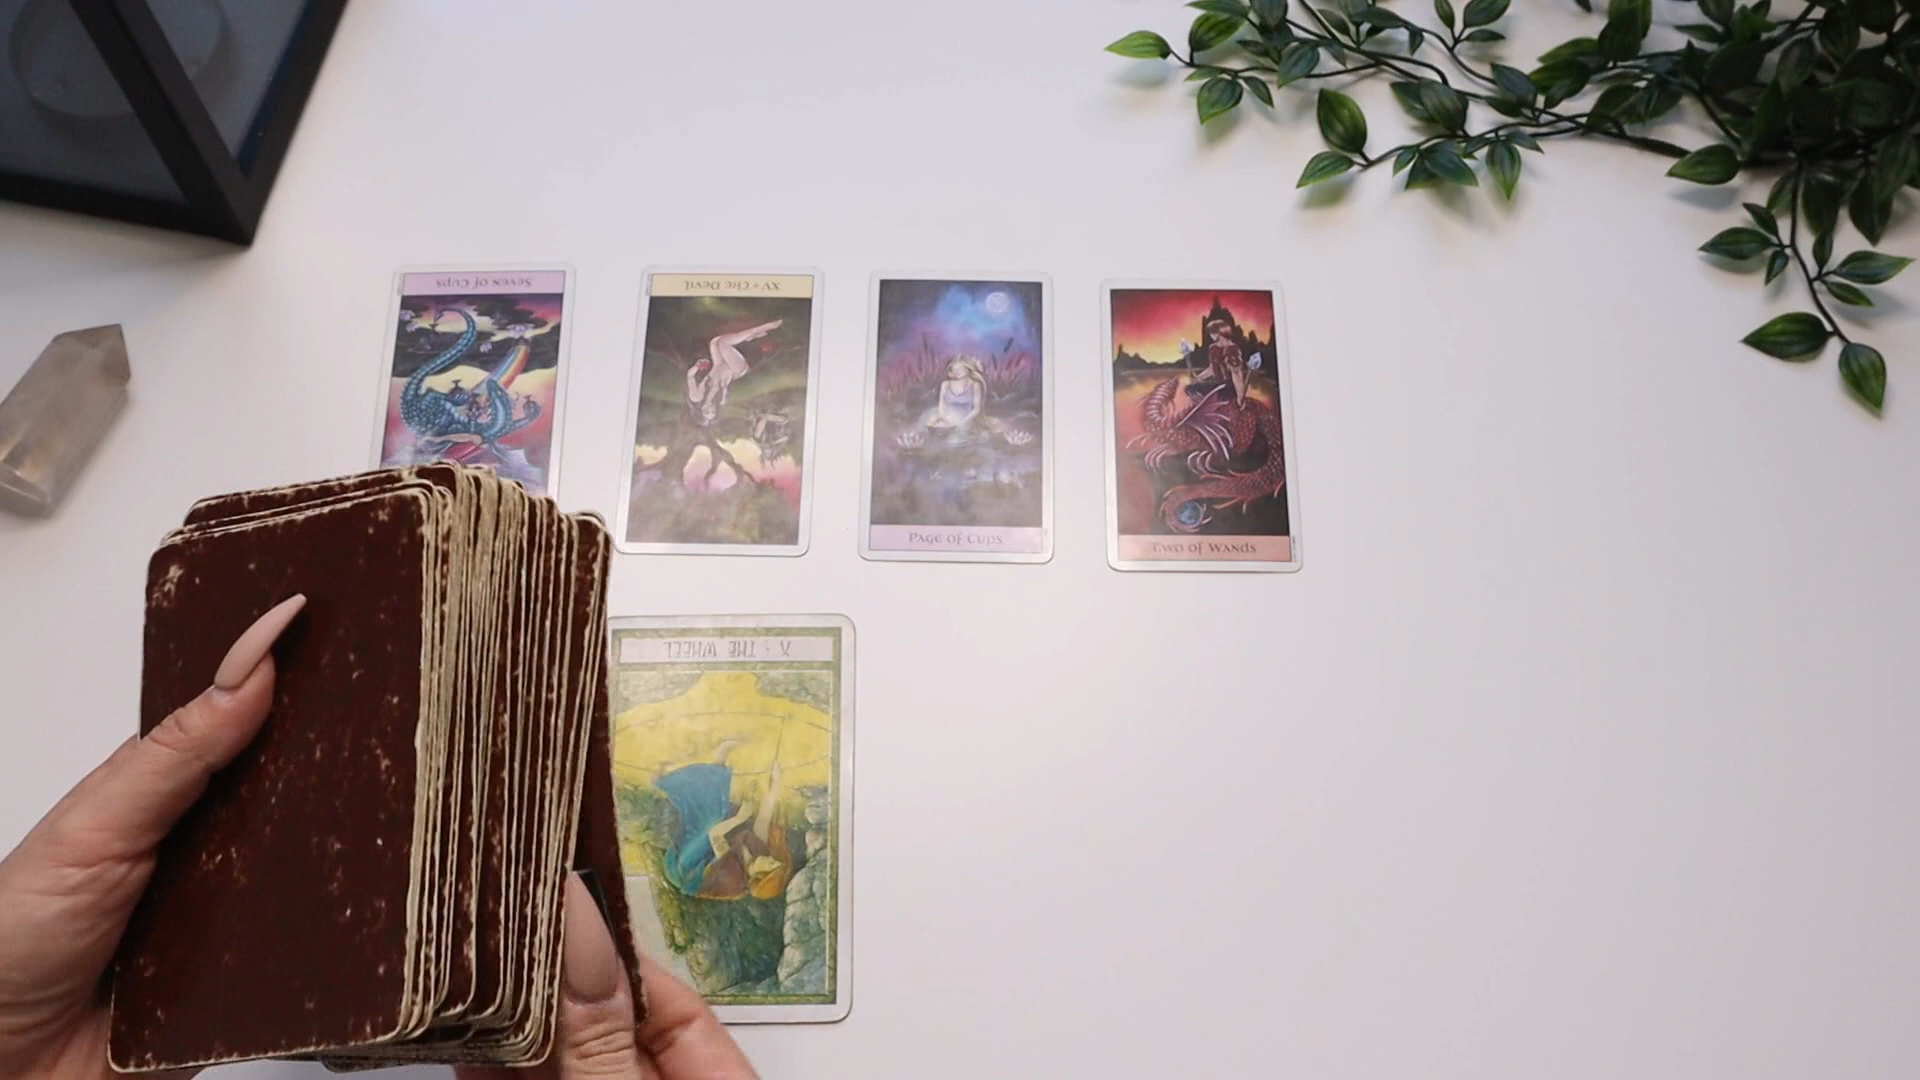 Seven of Cups
XV • The Devil
Page of Cups
Two of Wands
X • THE WHEEL